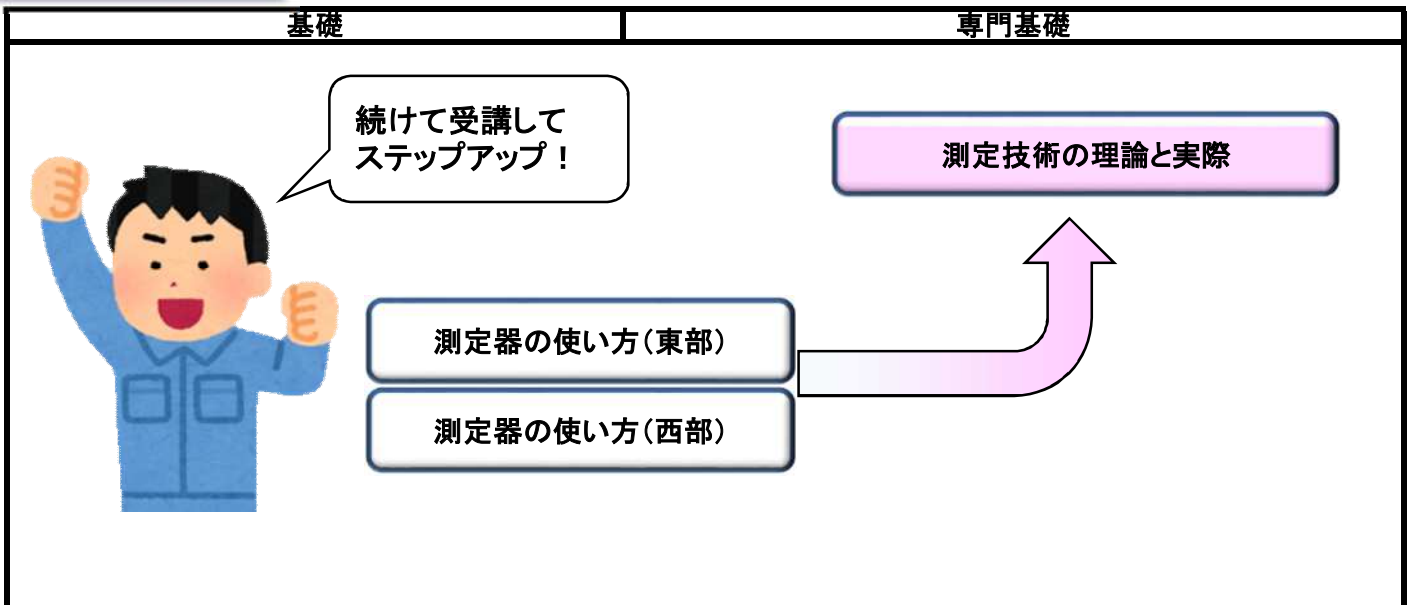 基礎
専門基礎
続けて受講して
ステップアップ！
測定技術の理論と実際
測定器の使い方（東部）
測定器の使い方（西部）